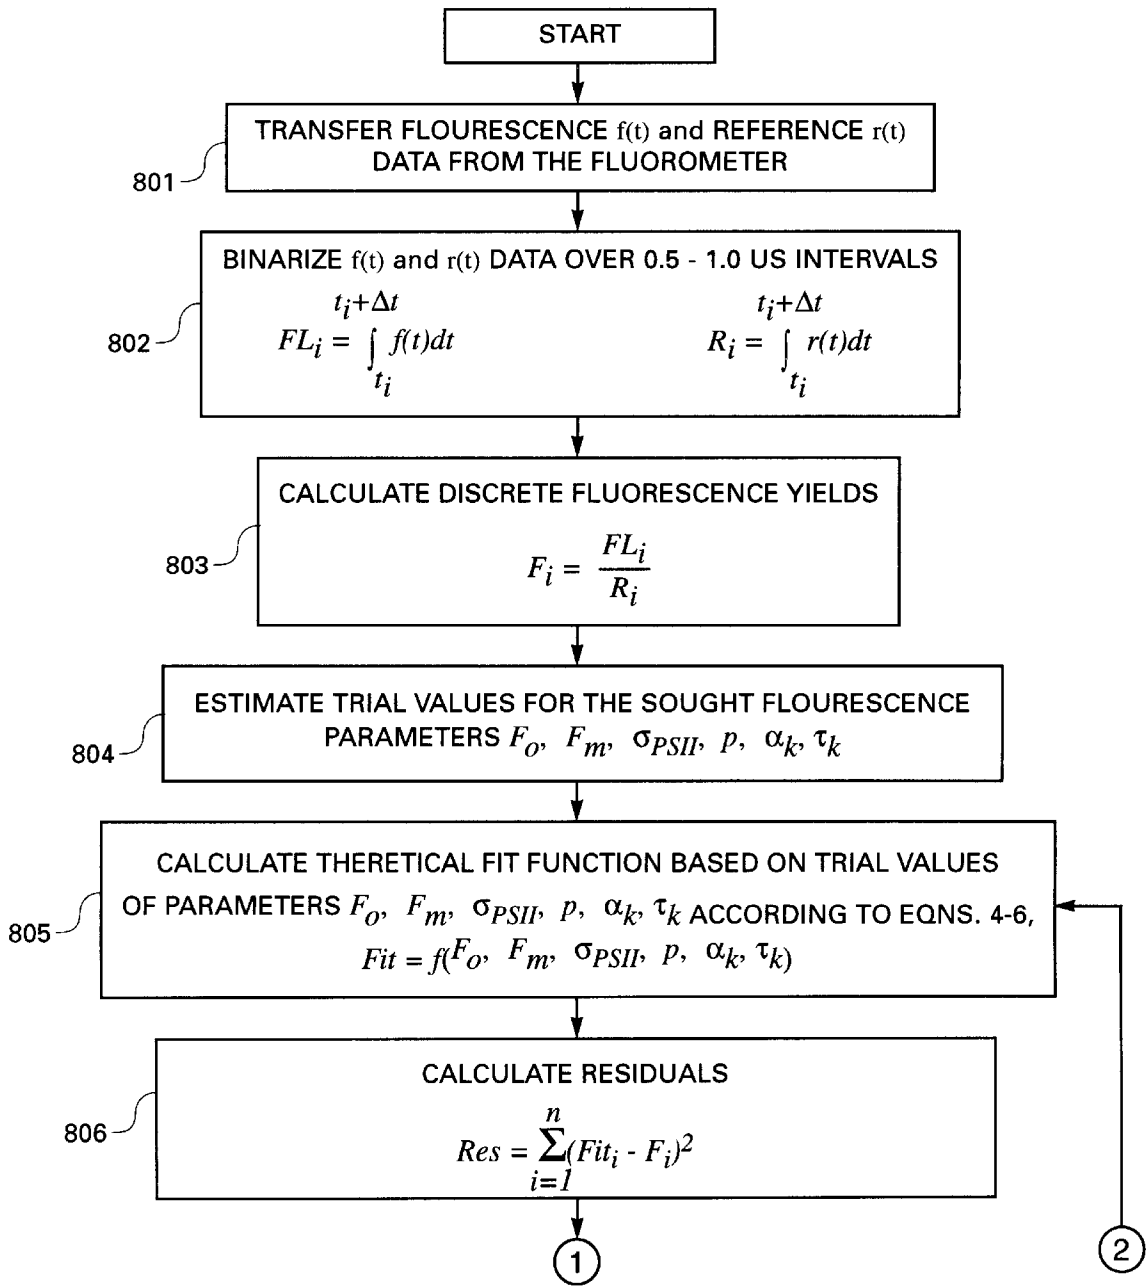 START
TRANSFER FLOURESCENCE f(t) and REFERENCE r(t)
DATA FROM THE FLUOROMETER
801
BINARIZE f(t) and r(t) DATA OVER 0.5 - 1.0 US INTERVALS
t_i+Δt
FL_i = ∫ f(t)dt
t_i
t_i+Δt
R_i = ∫ r(t)dt
t_i
802
CALCULATE DISCRETE FLUORESCENCE YIELDS
F_i = FL_i / R_i
803
ESTIMATE TRIAL VALUES FOR THE SOUGHT FLOURESCENCE
PARAMETERS F_o, F_m, σ_PSII, p, α_k, τ_k
804
CALCULATE THERETICAL FIT FUNCTION BASED ON TRIAL VALUES
OF PARAMETERS F_o, F_m, σ_PSII, p, α_k, τ_k ACCORDING TO EQNS. 4-6,
Fit = f(F_o, F_m, σ_PSII, p, α_k, τ_k)
805
CALCULATE RESIDUALS
n
Res = Σ(Fit_i - F_i)²
i=1
806
1
2